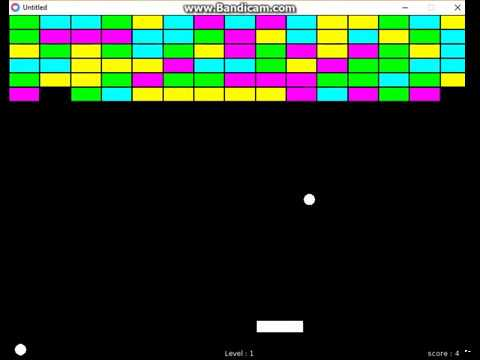 Untitled
www.Bandicam.com
Level : 1
score : 4